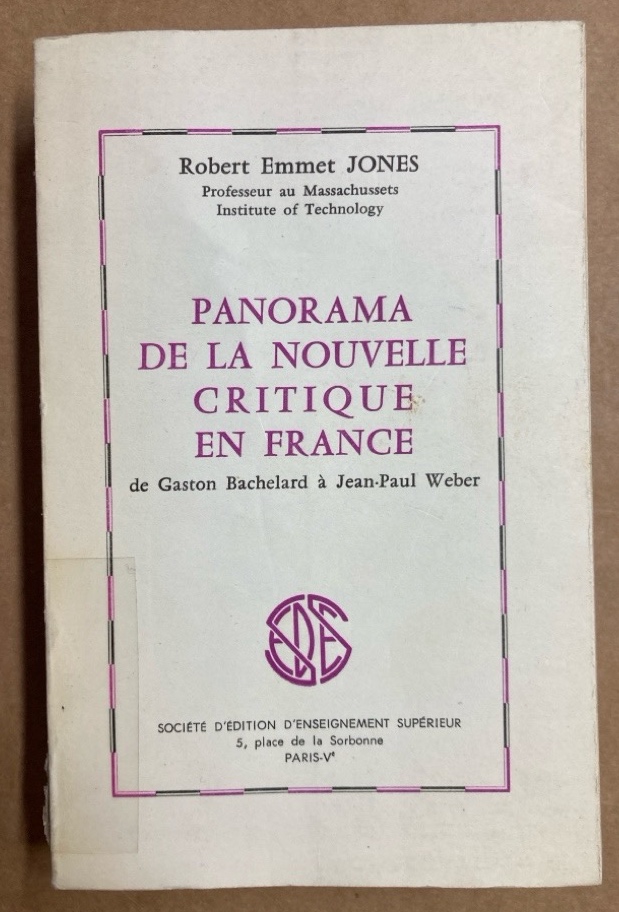 Robert Emmet JONES
Professeur au Massachussets
Institute of Technology
PANORAMA
DE LA NOUVELLE
CRITIQUE
EN FRANCE
de Gaston Bachelard à Jean-Paul Weber
SEDES
SOCIÉTÉ D'ÉDITION D'ENSEIGNEMENT SUPÉRIEUR
5, place de la Sorbonne
PARIS-Ve